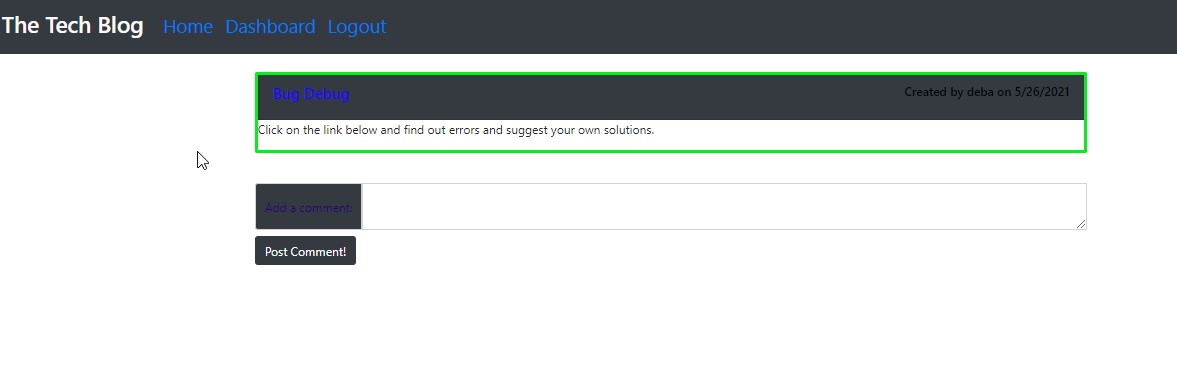 The Tech Blog Home Dashboard Logout
Bug Debug Created by deba on 5/26/2021
Click on the link below and find out errors and suggest your own solutions.
Add a comment:
Post Comment!